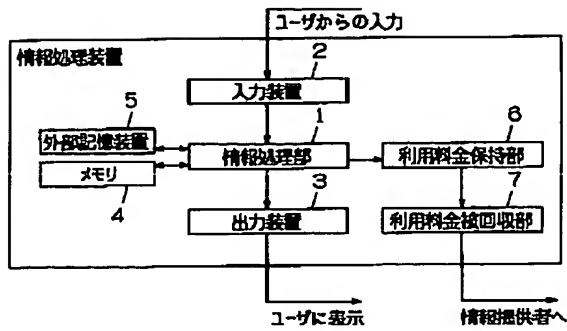 ユーザからの入力
情報処理装置
2
入力装置
5
1
6
外部記憶装置
情報処理部
利用料金保持部
メモリ
4
3
7
出力装置
利用料金被回収部
ユーザに表示
情報提供者へ